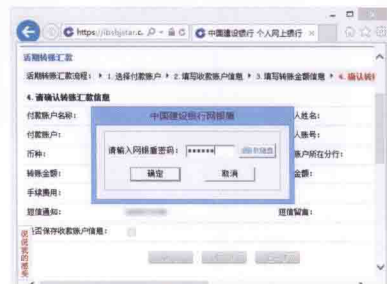 https://ibsbjstar.c
中国建设银行 个人网上银行
近期转账汇款
近期转账汇款流程： 1. 选择付款账户 2. 填写收款账户信息 3. 填写转账金额信息 4. 确认转
4. 请确认转账汇款信息
付款账户名称： 人姓名：
中国建设银行网银盾
付款账户： 人账号：
请输入网银盾密码： ******
币种： 账户所在分行：
确定 取消
转账金额： 金额：
手续费用：
短信通知： 短信留言：
是否保存收款账户信息：